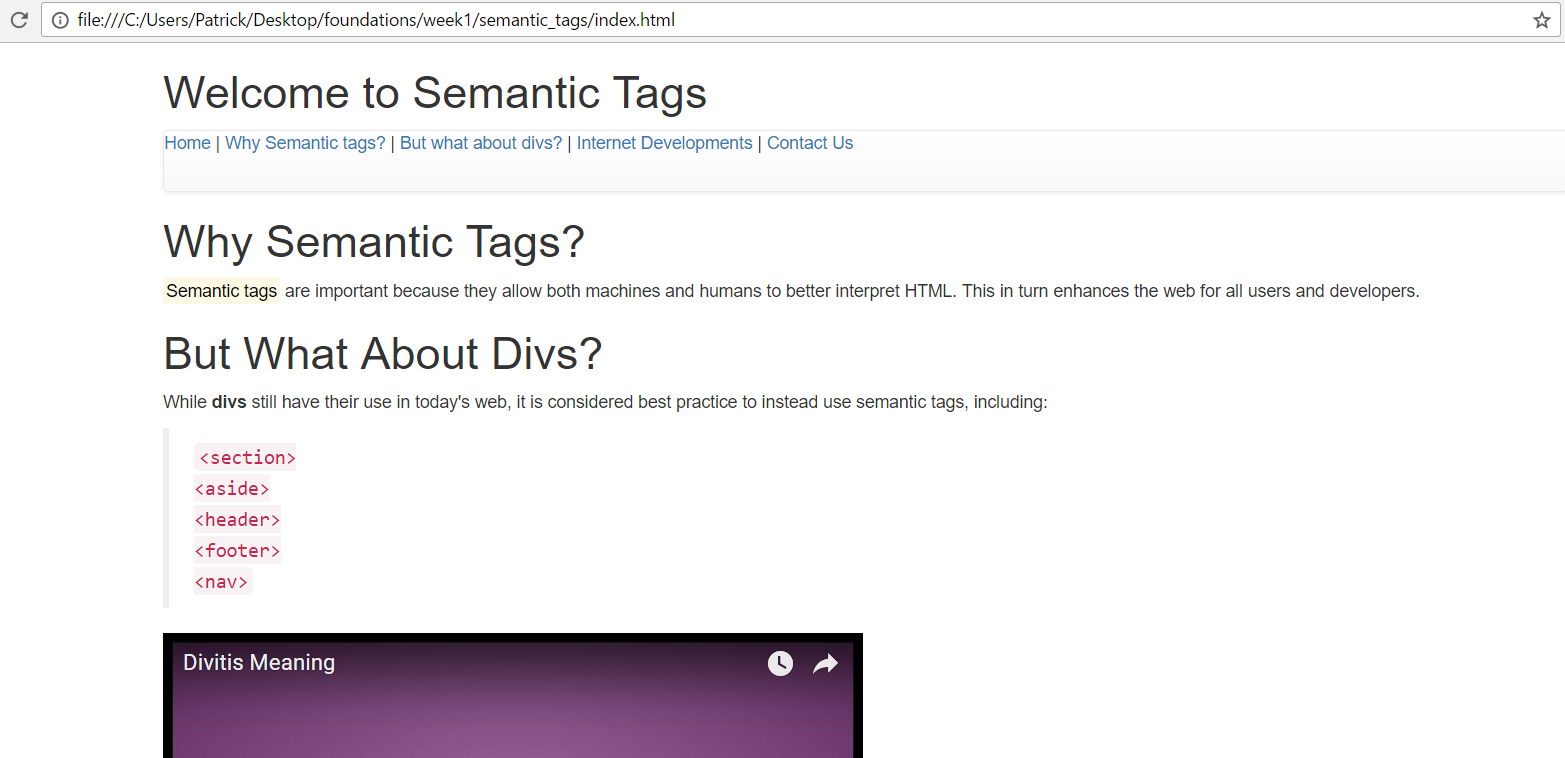 file:///C:/Users/Patrick/Desktop/foundations/week1/semantic_tags/index.html
Welcome to Semantic Tags
Home | Why Semantic tags? | But what about divs? | Internet Developments | Contact Us
Why Semantic Tags?
Semantic tags are important because they allow both machines and humans to better interpret HTML. This in turn enhances the web for all users and developers.
But What About Divs?
While divs still have their use in today's web, it is considered best practice to instead use semantic tags, including:
<section>
<aside>
<header>
<footer>
<nav>
Divitis Meaning